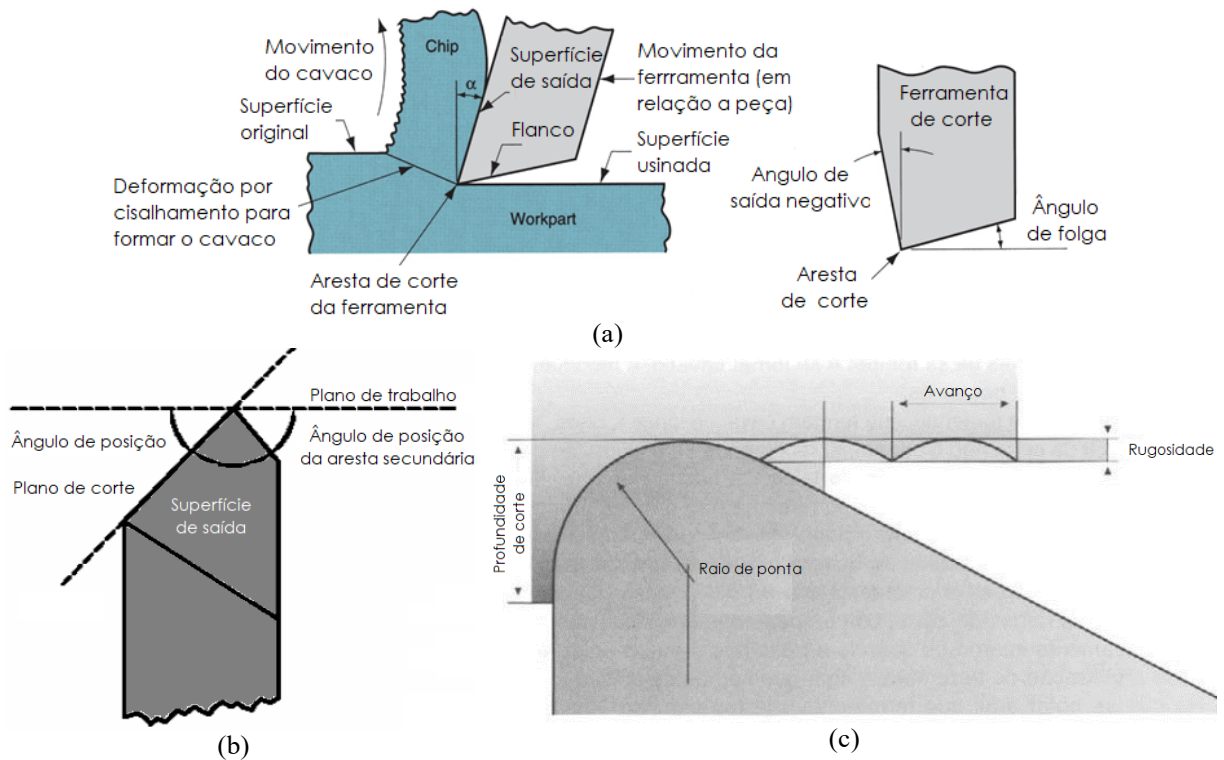 Movimento
do cavaco
Chip
α
Superfície
de saída
Movimento da
ferrramenta (em
relação a peça)
Superfície
original
Flanco
Superfície
usinada
Deformação por
cisalhamento para
formar o cavaco
Workpart
Aresta de corte
da ferramenta
Ferramenta
de corte
Angulo de
saída negativo
Ângulo
de folga
Aresta
de corte
(a)
Plano de trabalho
Ângulo de posição
Ângulo de posição
da aresta secundária
Plano de corte
Superfície
de saída
(b)
Avanço
Rugosidade
Profundidade
de corte
Raio de ponta
(c)